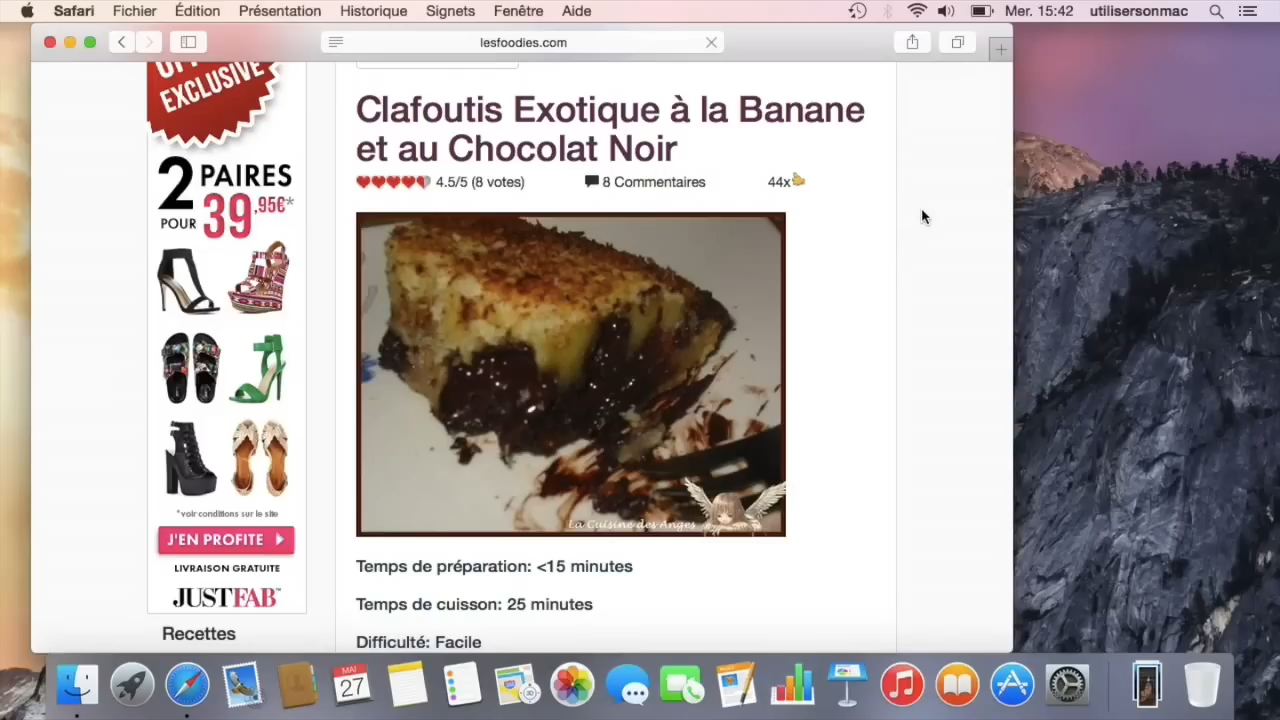 Safari Fichier Édition Présentation Historique Signets Fenêtre Aide Mer. 15:42 utilisersonmac
lesfoodies.com
EXCLUSIVE
2 PAIRES
POUR 39,95€*
*voir conditions sur le site
J'EN PROFITE
LIVRAISON GRATUITE
JUSTFAB
Recettes
Clafoutis Exotique à la Banane
et au Chocolat Noir
4.5/5 (8 votes) 8 Commentaires 44x
La Cuisine des Anges
Temps de préparation: <15 minutes
Temps de cuisson: 25 minutes
Difficulté: Facile
MAI
27